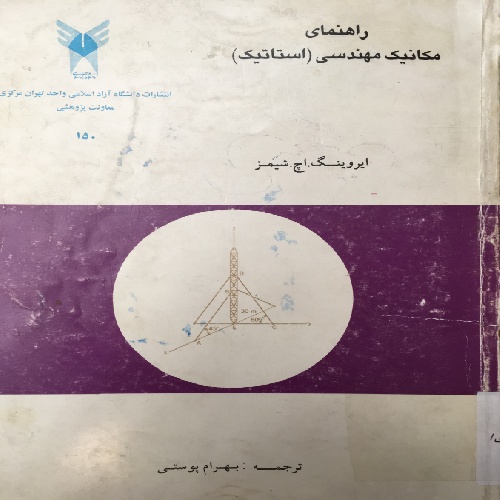 راهنمای
مکانیک مهندسی (استاتیک)
انتشارات دانشگاه آزاد اسلامی واحد تهران مرکزی
معاونت پژوهشی
۱۵۰
ایروینگ.اچ.شیمز
30 m
ترجمه : بهرام پوستی